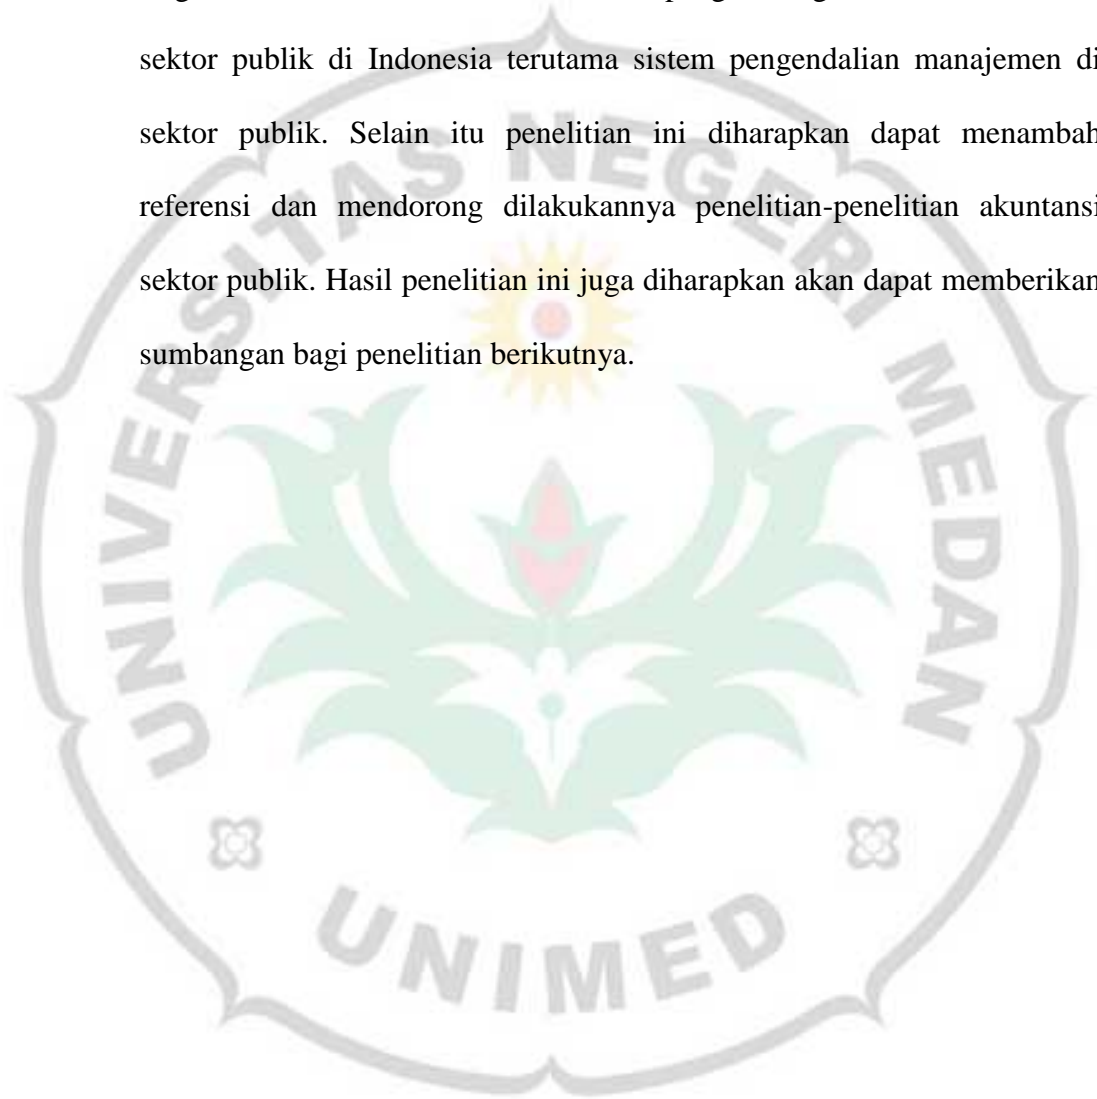 sektor publik di Indonesia terutama sistem pengendalian manajemen di
sektor publik. Selain itu penelitian ini diharapkan dapat menambah
referensi dan mendorong dilakukannya penelitian-penelitian akuntansi
sektor publik. Hasil penelitian ini juga diharapkan akan dapat memberikan
sumbangan bagi penelitian berikutnya.
UNIVERSITAS NEGERI MEDAN
UNIMED